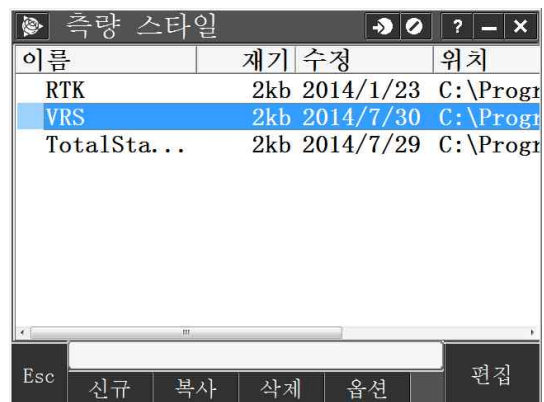 측량 스타일 ? – ×
이름 재기 수정 위치
RTK 2kb 2014/1/23 C:\Progr
VRS 2kb 2014/7/30 C:\Progr
TotalSta... 2kb 2014/7/29 C:\Progr
Esc 신규 복사 삭제 옵션 편집